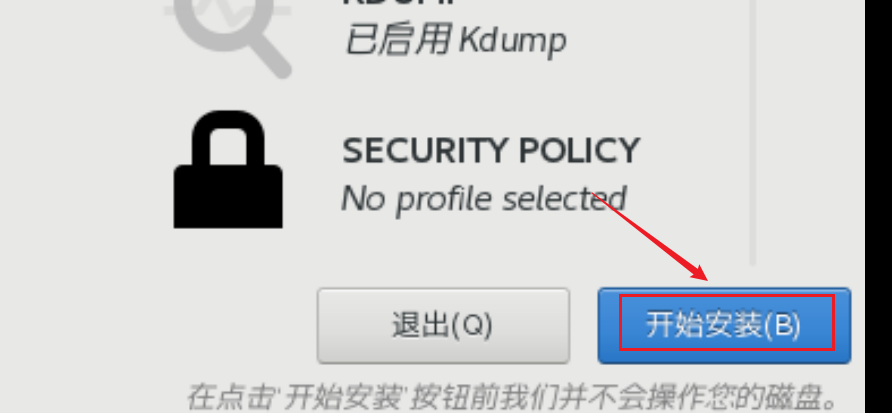 KDUMP
已启用 Kdump
SECURITY POLICY
No profile selected
退出(Q)
开始安装(B)
在点击'开始安装'按钮前我们并不会操作您的磁盘。